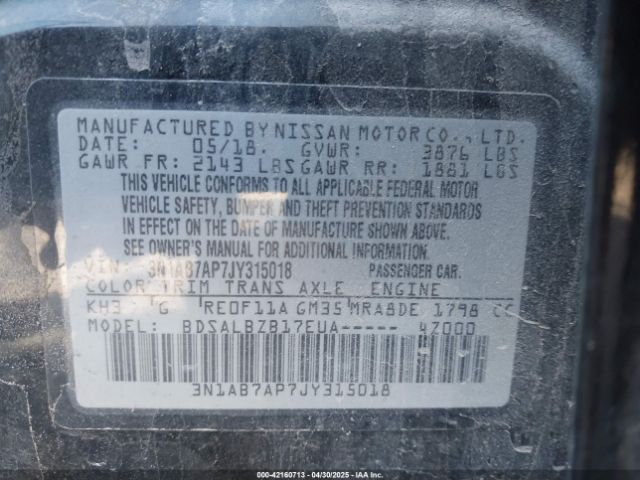 MANUFACTURED BY NISSAN MOTOR CO., LTD.
DATE: 05/18. GVWR: 3876 LBS
GAWR FR: 2143 LBS GAWR RR: 1881 LBS
THIS VEHICLE CONFORMS TO ALL APPLICABLE FEDERAL MOTOR
VEHICLE SAFETY, BUMPER AND THEFT PREVENTION STANDARDS
IN EFFECT ON THE DATE OF MANUFACTURE SHOWN ABOVE.
SEE OWNER'S MANUAL FOR ADDITIONAL INFORMATION.
VIN: 3N1AB7AP7JY315018 PASSENGER CAR.
COLOR TRIM TRANS AXLE ENGINE
KH3 G RE0F11A GM35 MRA8DE 1798 CC
MODEL: BDSALBZB17EUA----- 4Z000
3N1AB7AP7JY315018
000-42160713 - 04/30/2025 - IAAI